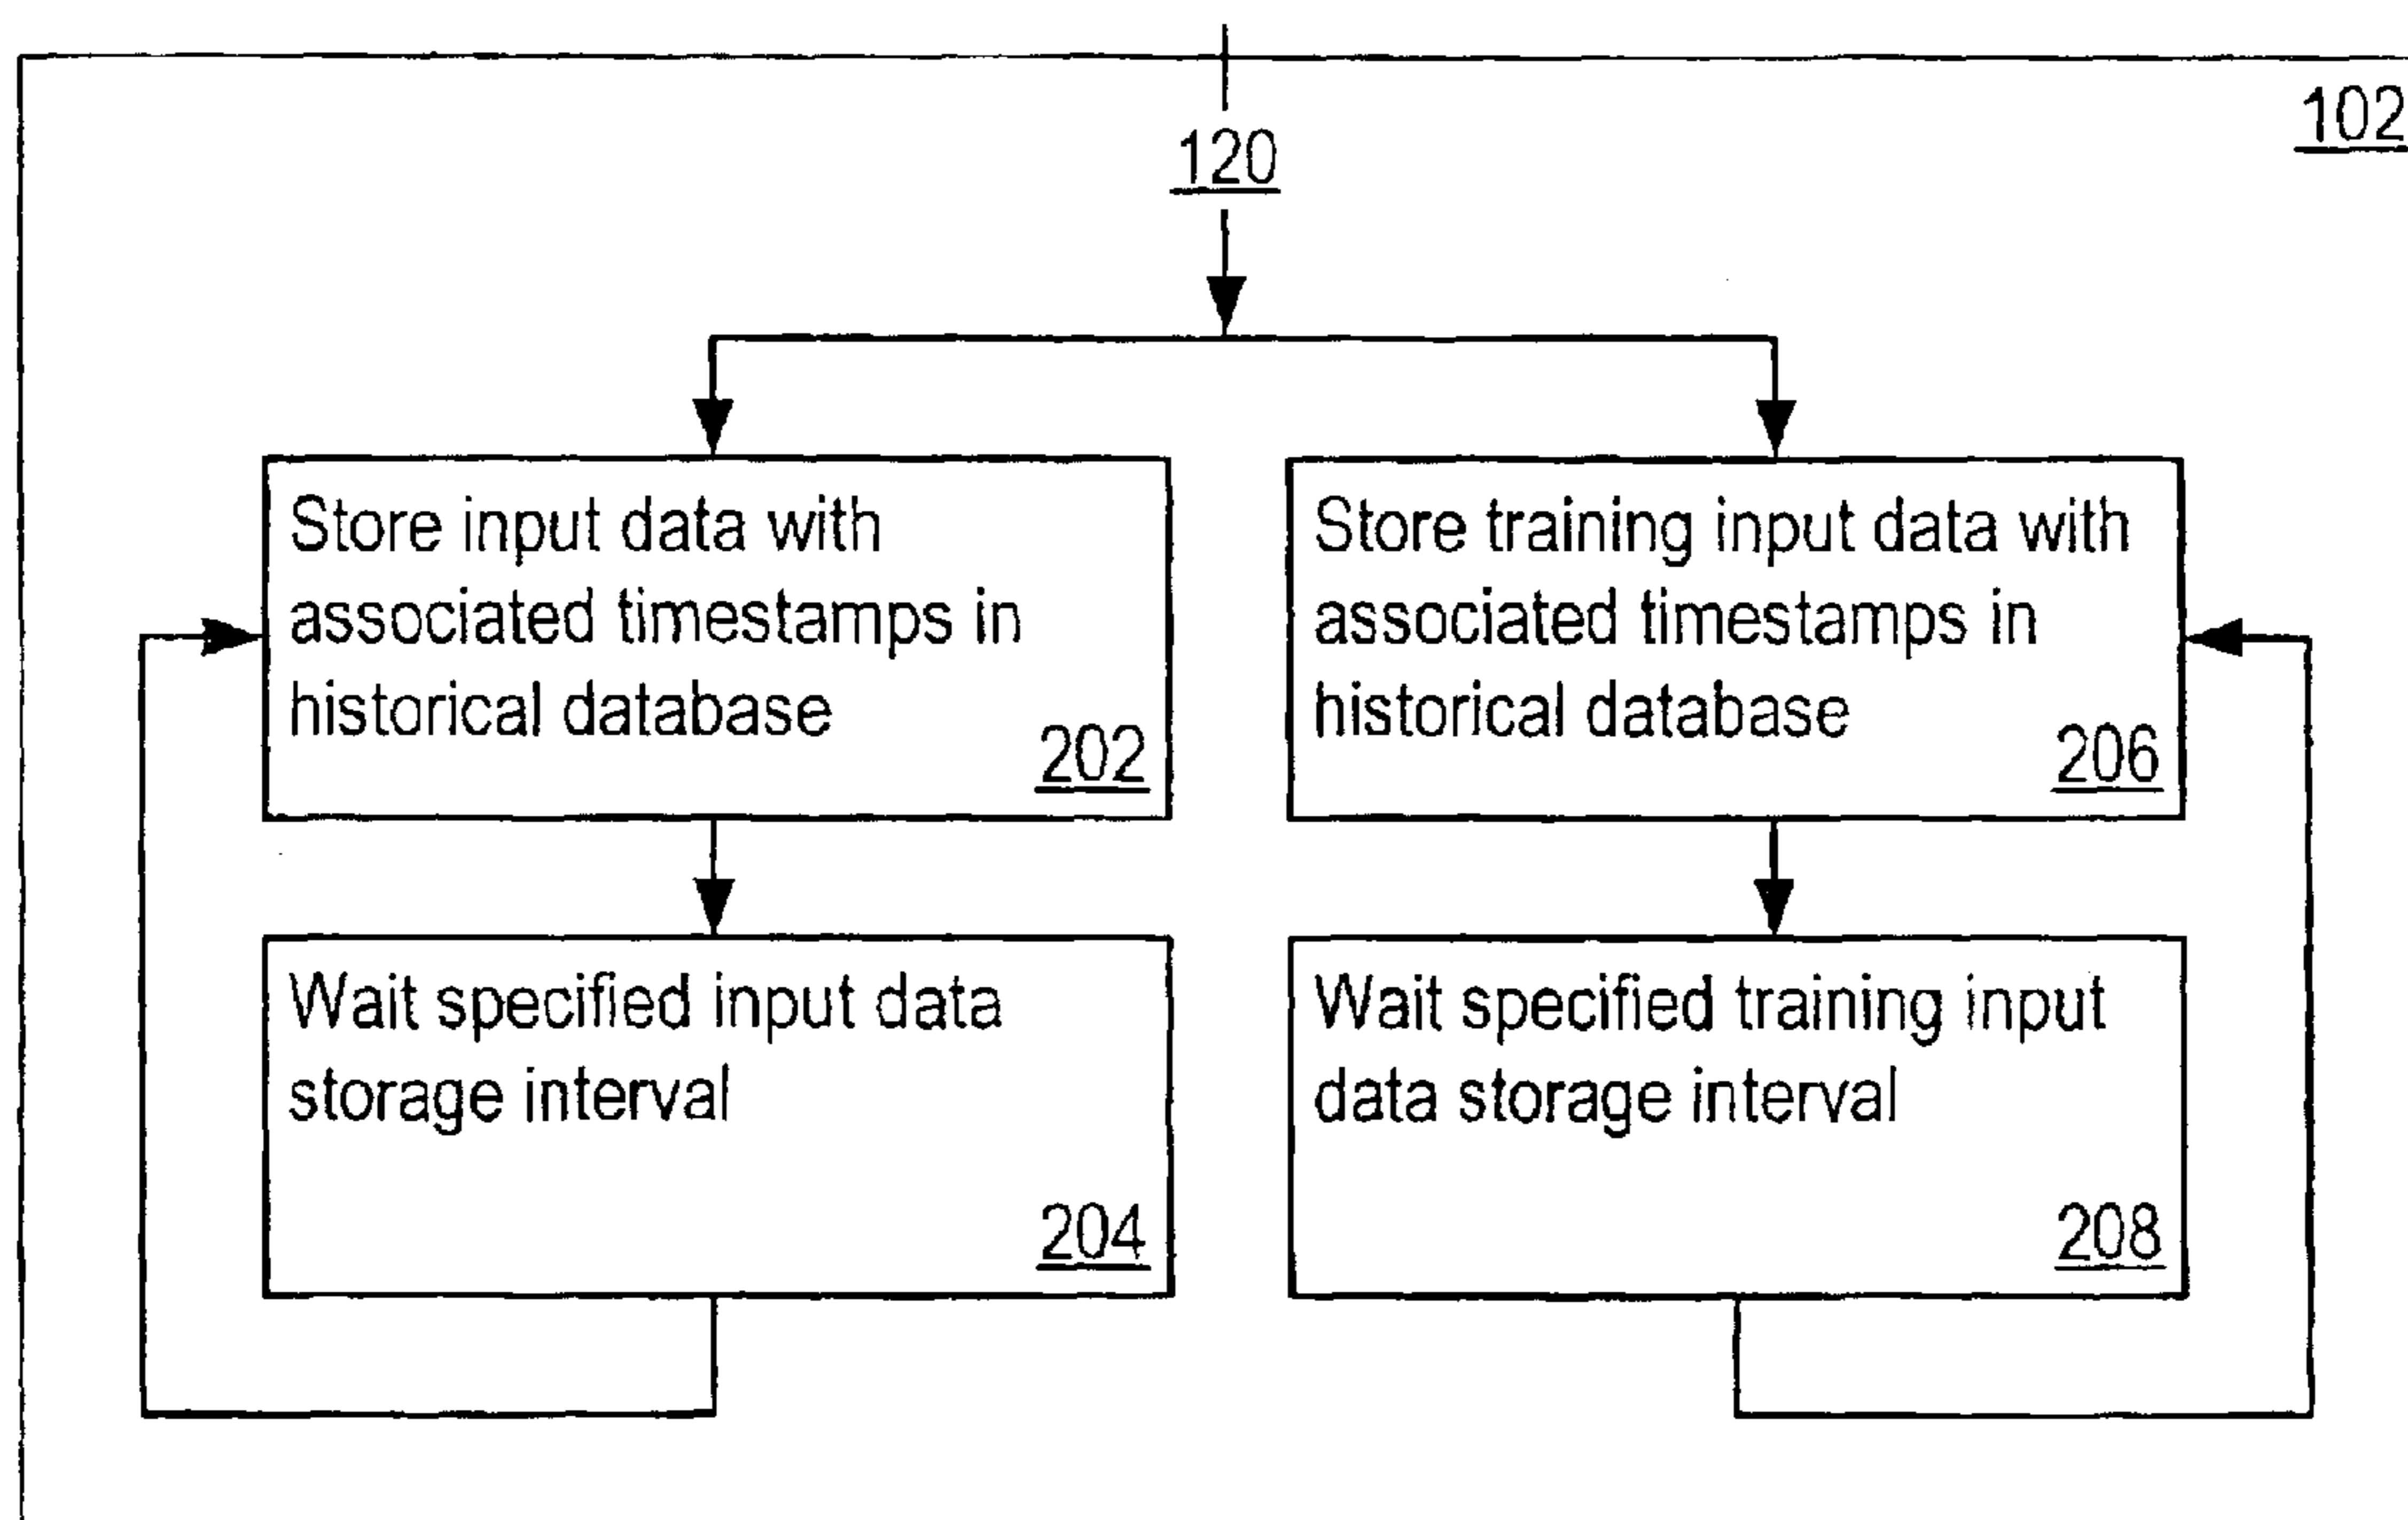 102
120
Store input data with
associated timestamps in
historical database
202
Store training input data with
associated timestamps in
historical database
206
Wait specified input data
storage interval
204
Wait specified training input
data storage interval
208